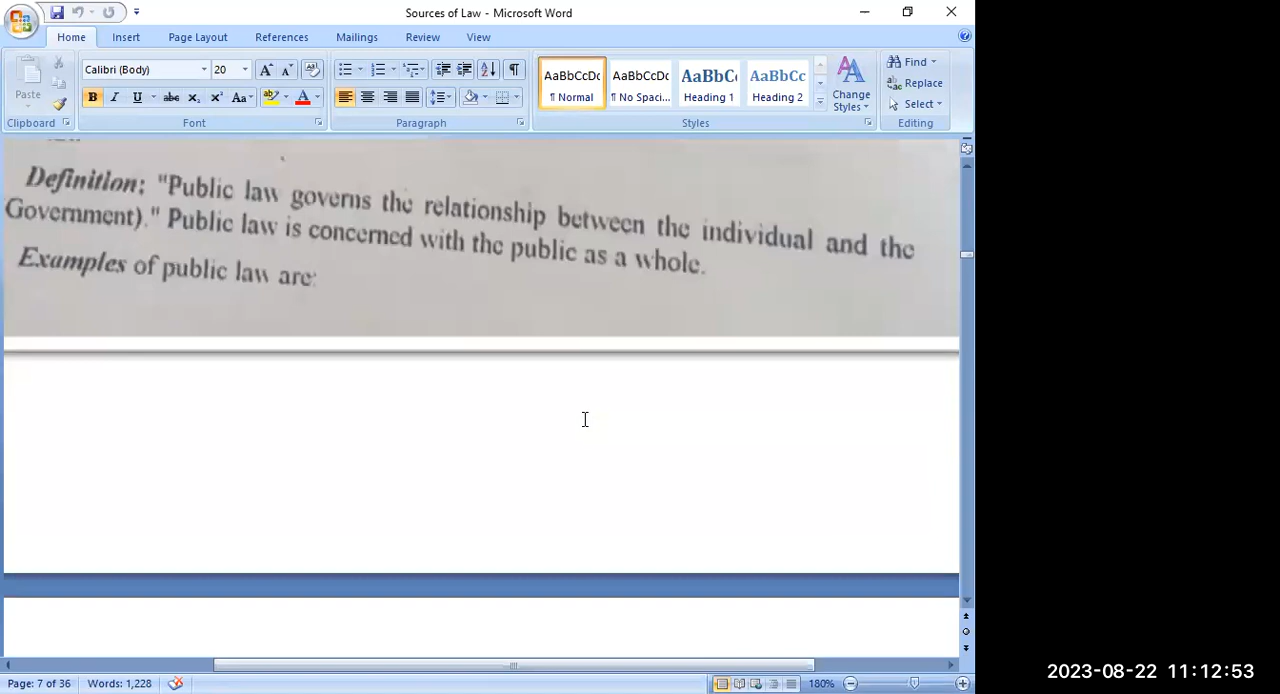 Sources of Law - Microsoft Word
Home Insert Page Layout References Mailings Review View
Paste
Calibri (Body) 20
AaBbCcDc AaBbCcDc AaBbC AaBbCc
¶ Normal ¶ No Spaci... Heading 1 Heading 2
Change Styles
Find
Replace
Select
Clipboard Font Paragraph Styles Editing
Definition: "Public law governs the relationship between the individual and the
Government)." Public law is concerned with the public as a whole.
Examples of public law are:
Page: 7 of 36 Words: 1,228 180%
2023-08-22 11:12:53